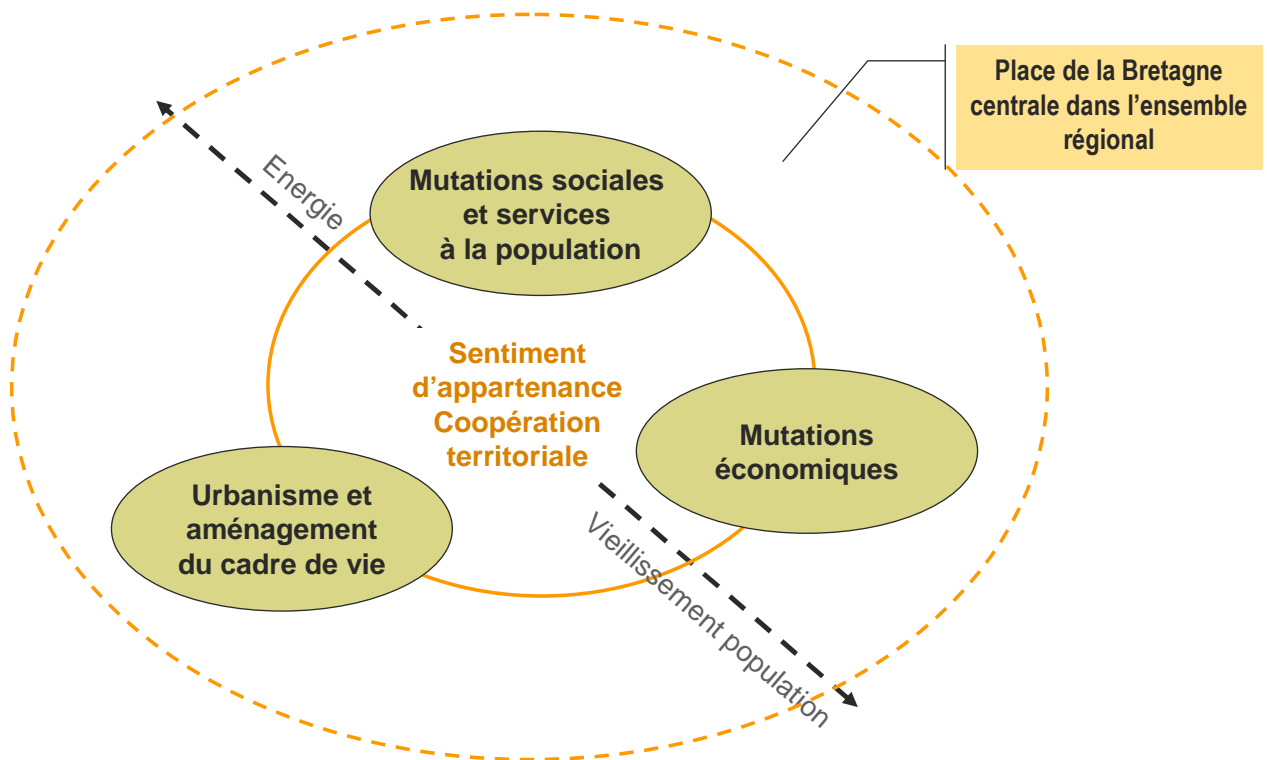 Place de la Bretagne
centrale dans l’ensemble
régional
Energie
Mutations sociales
et services
à la population
Sentiment
d’appartenance
Coopération
territoriale
Mutations
économiques
Urbanisme et
aménagement
du cadre de vie
Vieillissement population